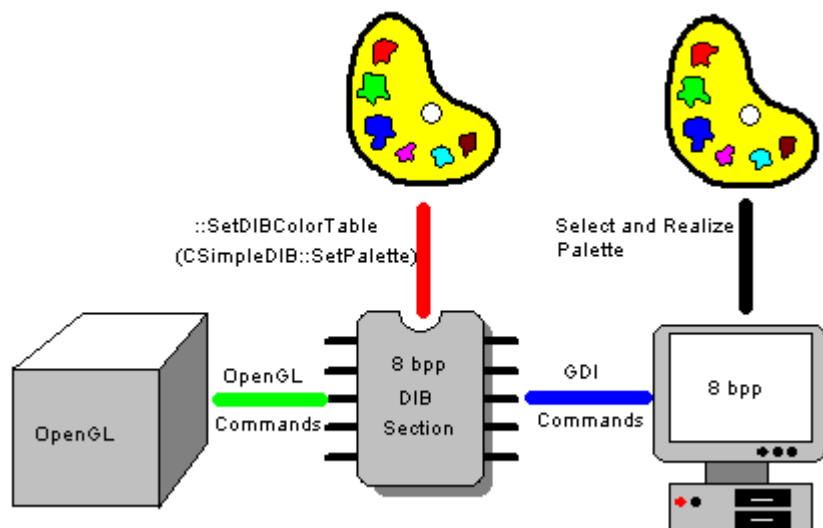 ::SetDIBColorTable
(CSimpleDIB::SetPalette)
Select and Realize
Palette
OpenGL
OpenGL
Commands
8 bpp
DIB
Section
GDI
Commands
8 bpp